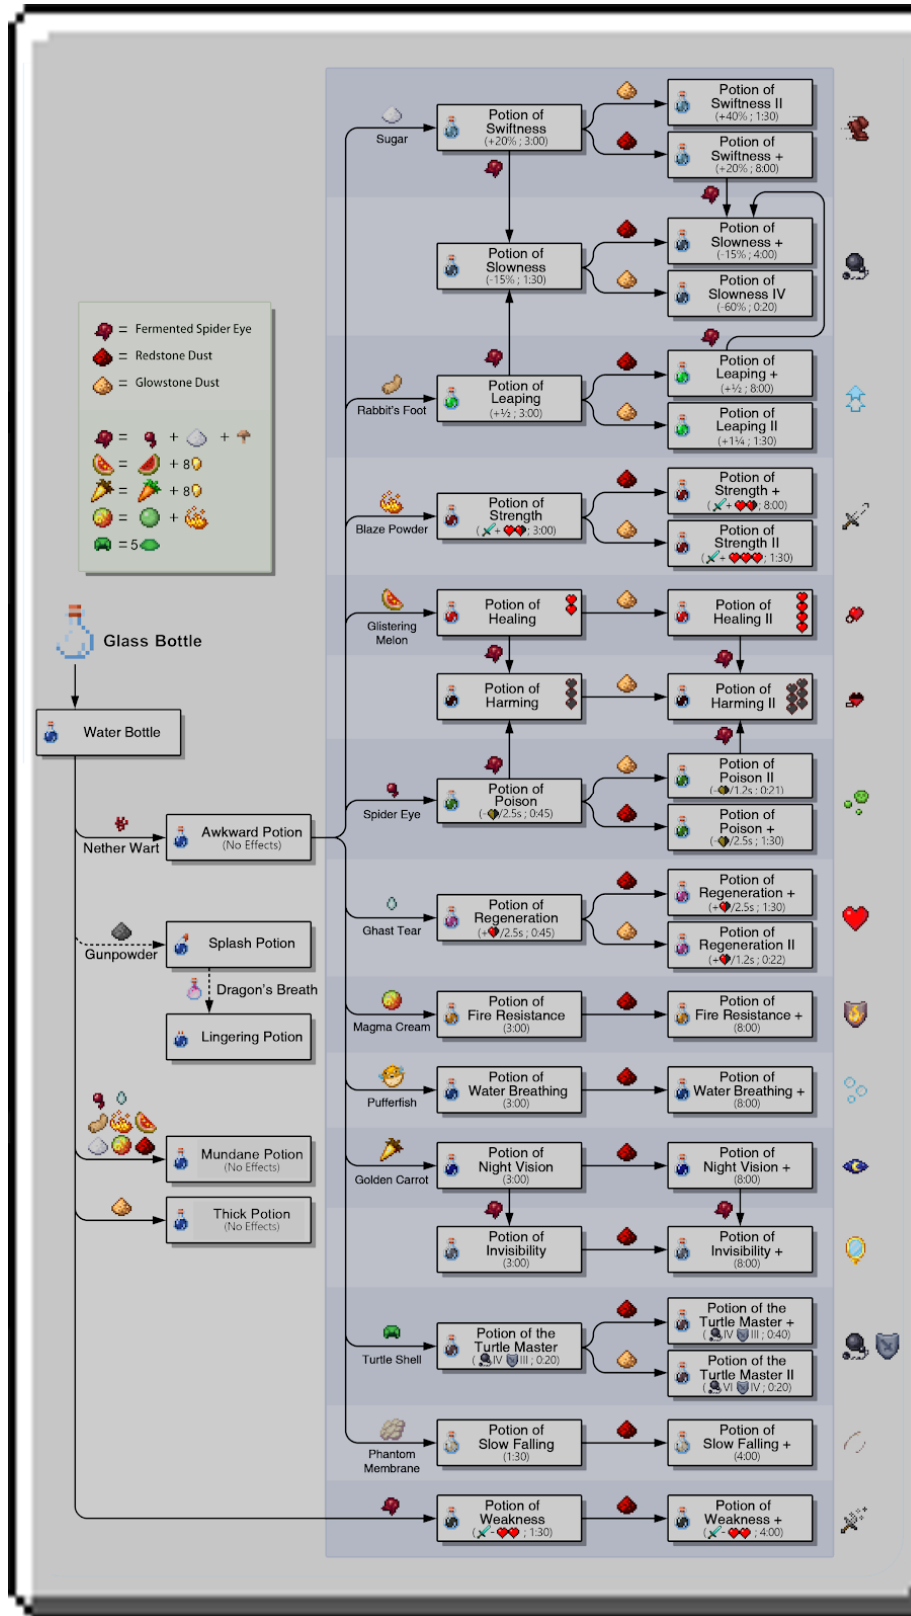 Sugar
Potion of
Swiftness
(+20% ; 3:00)
Potion of
Swiftness II
(+40% ; 1:30)
Potion of
Swiftness +
(+20% ; 8:00)
Potion of
Slowness
(-15% ; 1:30)
Potion of
Slowness +
(-15% ; 4:00)
Potion of
Slowness IV
(-60% ; 0:20)
= Fermented Spider Eye
= Redstone Dust
= Glowstone Dust
= + +
= + 8
= + 8
= +
= 5
Rabbit's Foot
Potion of
Leaping
(+½ ; 3:00)
Potion of
Leaping +
(+½ ; 8:00)
Potion of
Leaping II
(+1¼ ; 1:30)
Blaze Powder
Potion of
Strength
( + ; 3:00)
Potion of
Strength +
( + ; 8:00)
Potion of
Strength II
( + ; 1:30)
Glistering
Melon
Potion of
Healing
Potion of
Healing II
Potion of
Harming
Potion of
Harming II
Glass Bottle
Water Bottle
Nether Wart
Awkward Potion
(No Effects)
Spider Eye
Potion of
Poison
(- /2.5s ; 0:45)
Potion of
Poison II
(- /1.2s ; 0:21)
Potion of
Poison +
(- /2.5s ; 1:30)
Gunpowder
Splash Potion
Dragon's Breath
Lingering Potion
Ghast Tear
Potion of
Regeneration
(+ /2.5s ; 0:45)
Potion of
Regeneration +
(+ /2.5s ; 1:30)
Potion of
Regeneration II
(+ /1.2s ; 0:22)
Magma Cream
Potion of
Fire Resistance
(3:00)
Potion of
Fire Resistance +
(8:00)
Pufferfish
Potion of
Water Breathing
(3:00)
Potion of
Water Breathing +
(8:00)
Mundane Potion
(No Effects)
Thick Potion
(No Effects)
Golden Carrot
Potion of
Night Vision
(3:00)
Potion of
Night Vision +
(8:00)
Potion of
Invisibility
(3:00)
Potion of
Invisibility +
(8:00)
Turtle Shell
Potion of the
Turtle Master
( IV III ; 0:20)
Potion of the
Turtle Master +
( IV III ; 0:40)
Potion of the
Turtle Master II
( VI IV ; 0:20)
Phantom
Membrane
Potion of
Slow Falling
(1:30)
Potion of
Slow Falling +
(4:00)
Potion of
Weakness
( - ; 1:30)
Potion of
Weakness +
( - ; 4:00)